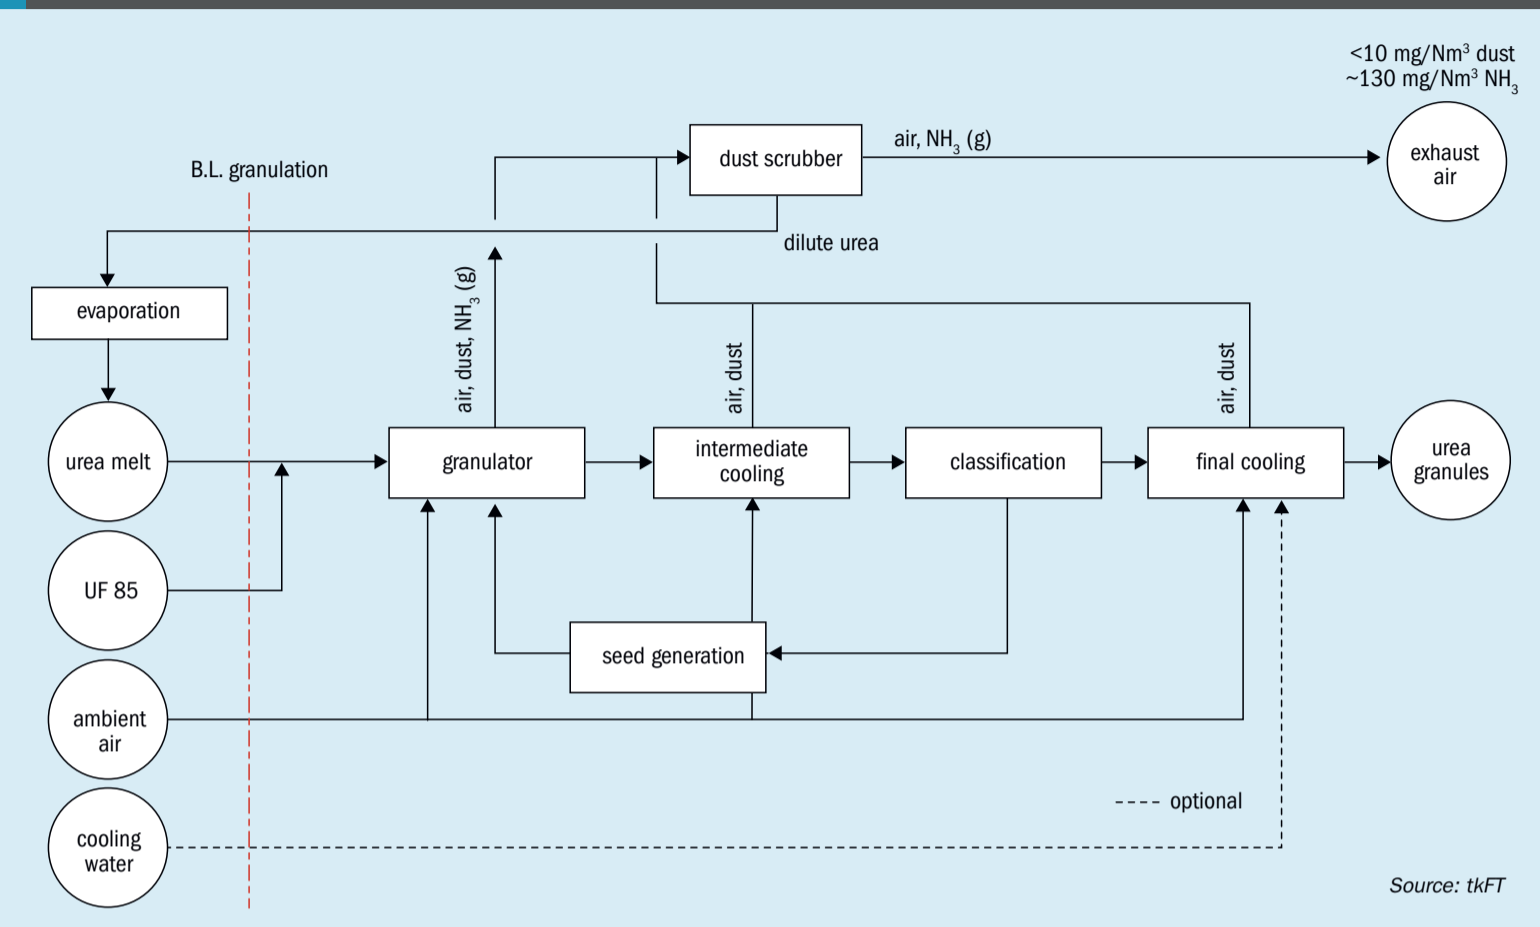 <10 mg/Nm³ dust
~130 mg/Nm³ NH₃
exhaust
air
air, NH₃ (g)
dust scrubber
B.L. granulation
dilute urea
evaporation
air, dust, NH₃ (g)
air, dust
air, dust
urea melt
granulator
intermediate
cooling
classification
final cooling
urea
granules
UF 85
seed generation
ambient
air
optional
cooling
water
Source: tkFT